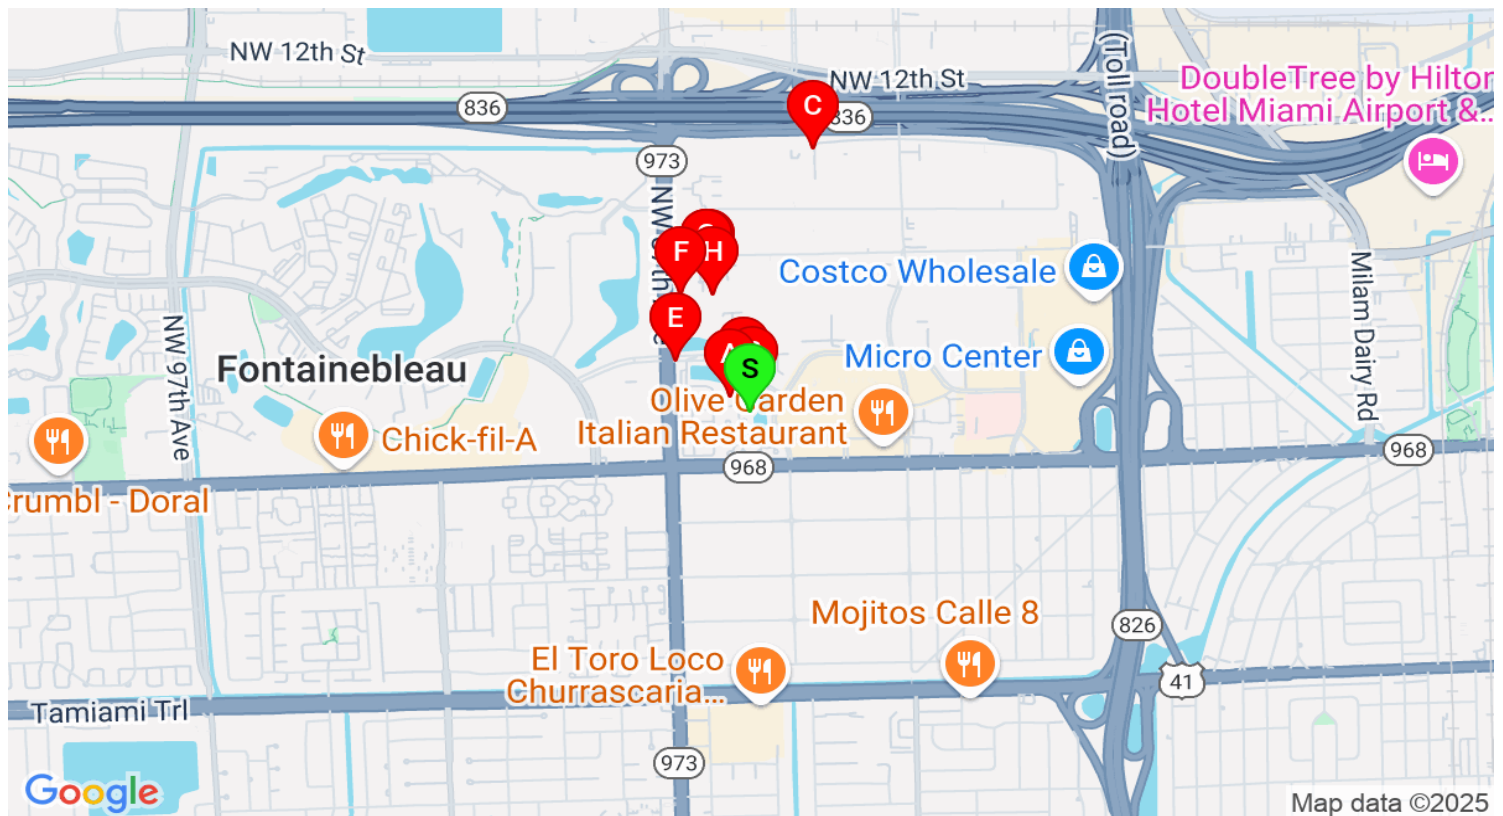 NW 12th St
NW 12th St
(Toll road)
DoubleTree by Hilton
Hotel Miami Airport &...
836
C
836
973
G
F
H
Costco Wholesale
E
Milam Dairy Rd
NW 97th Ave
Fontainebleau
A
S
Micro Center
Olive Garden
Italian Restaurant
Chick-fil-A
968
968
Crumbl - Doral
Mojitos Calle 8
826
El Toro Loco
Churrascaria...
41
Tamiami Trl
973
Google
Map data ©2025